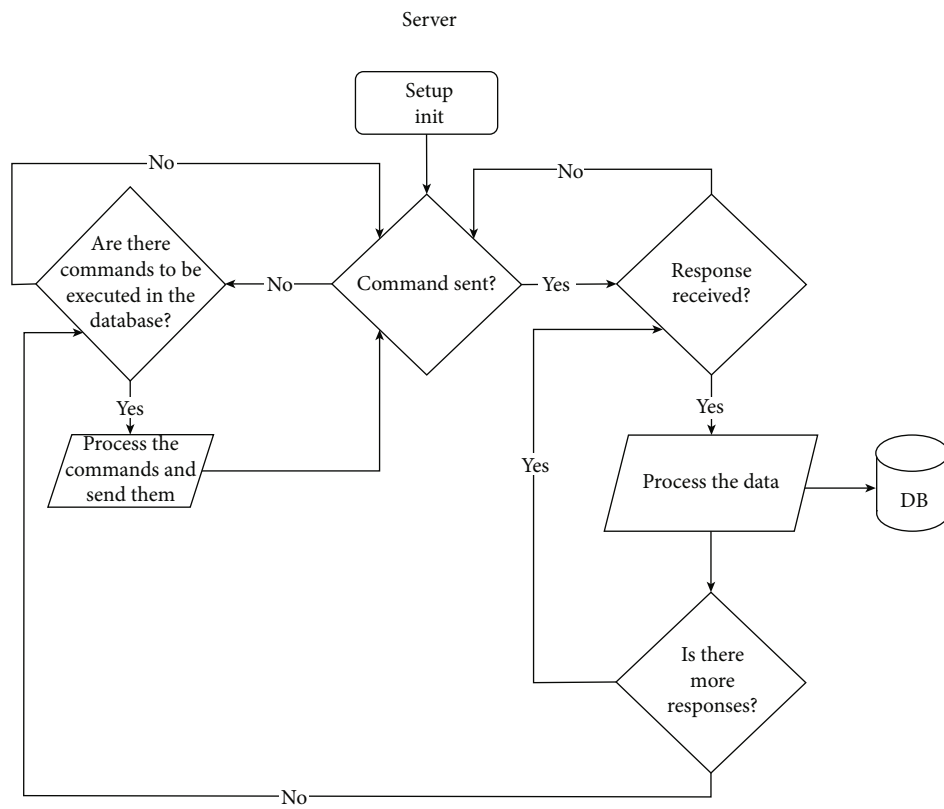 Server
Setup
init
No
No
Are there
commands to be
executed in the
database?
No
Command sent?
Yes
Response
received?
Yes
Process the
commands and
send them
Yes
Yes
Process the data
DB
Is there
more
responses?
No